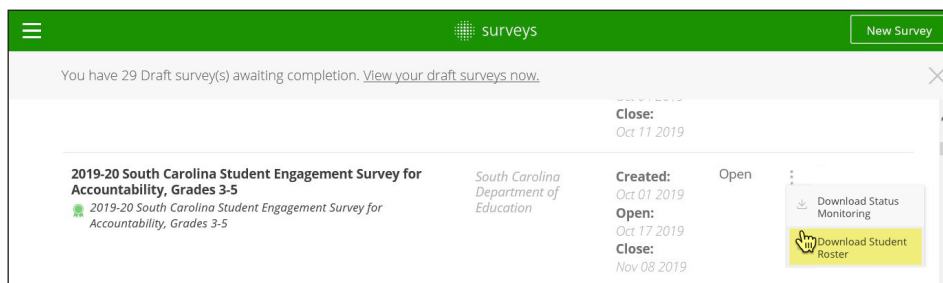 surveys
New Survey
You have 29 Draft survey(s) awaiting completion. View your draft surveys now.
Close:
Oct 11 2019
2019-20 South Carolina Student Engagement Survey for
Accountability, Grades 3-5
2019-20 South Carolina Student Engagement Survey for
Accountability, Grades 3-5
South Carolina
Department of
Education
Created:
Oct 01 2019
Open:
Oct 17 2019
Close:
Nov 08 2019
Open
Download Status
Monitoring
Download Student
Roster